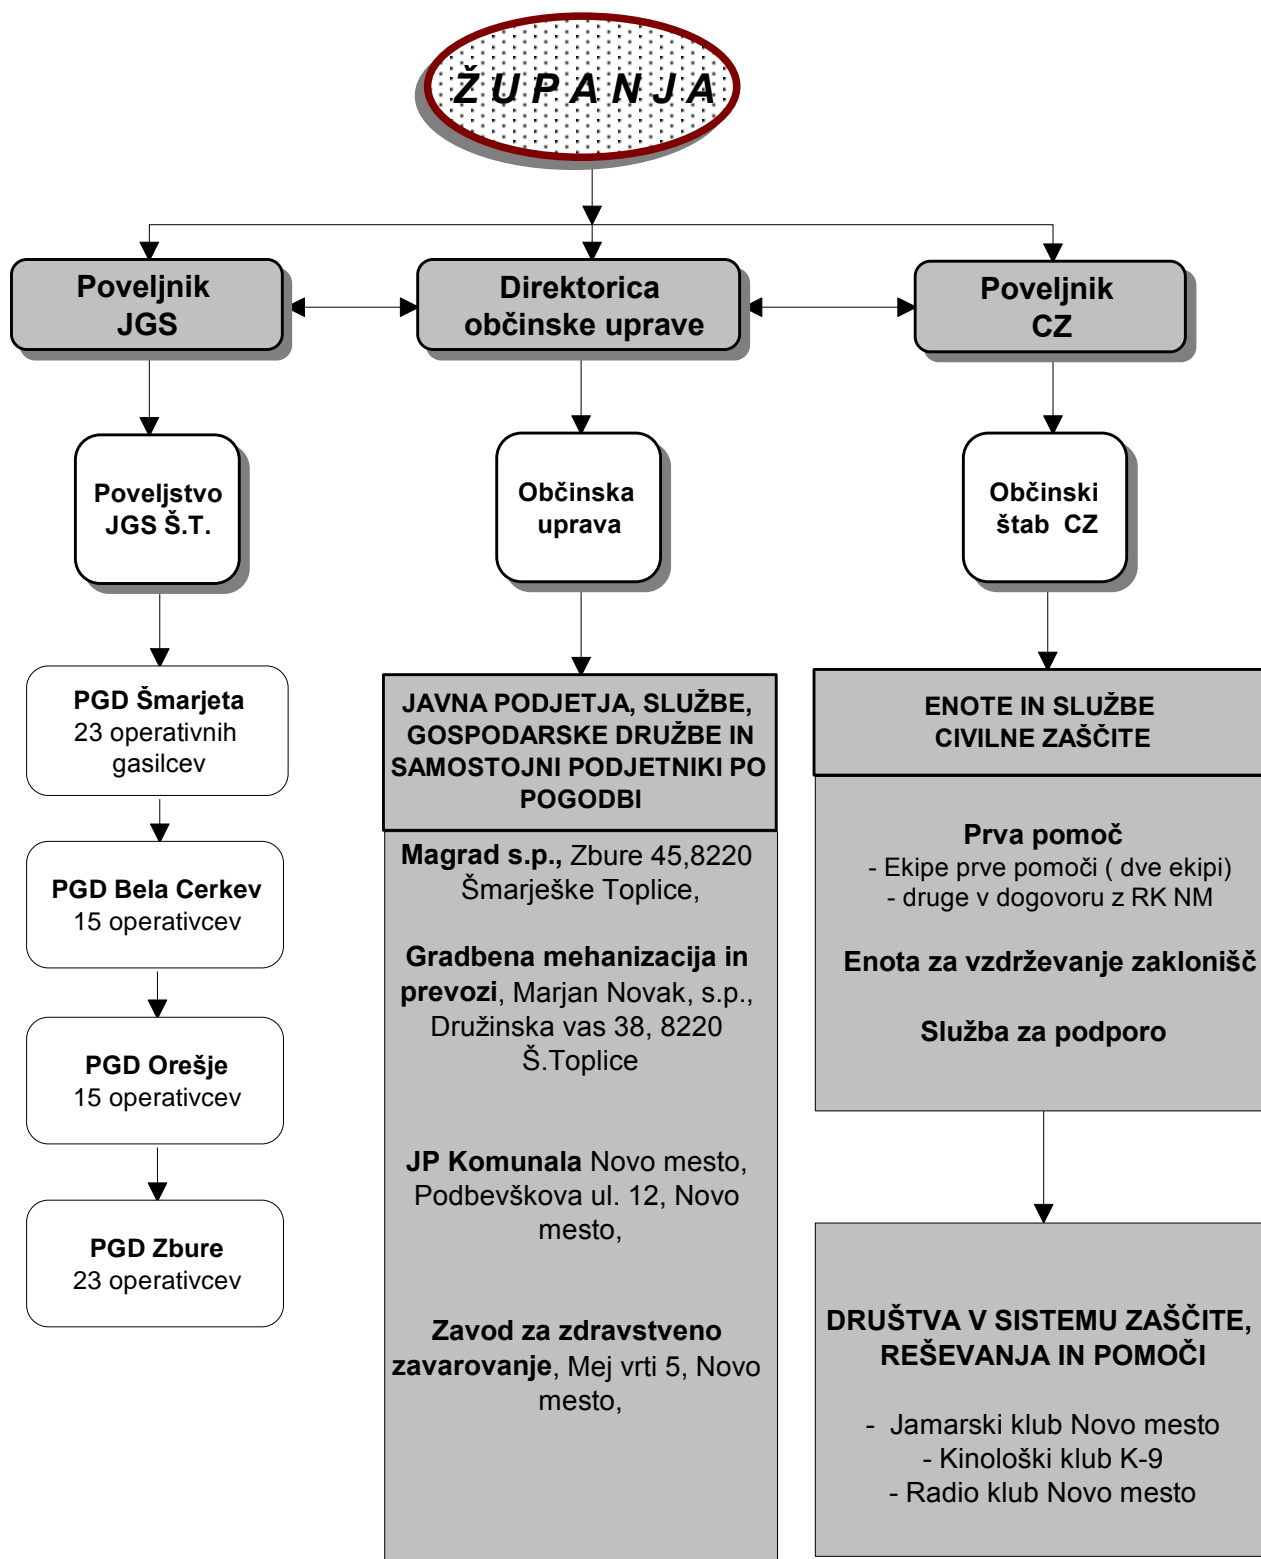 ŽUPANJA
Poveljnik
JGS
Direktorica
občinske uprave
Poveljnik
CZ
Poveljstvo
JGS Š.T.
Občinska
uprava
Občinski
štab CZ
PGD Šmarjeta
23 operativnih
gasilcev
PGD Bela Cerkev
15 operativcev
PGD Orešje
15 operativcev
PGD Zbure
23 operativcev
JAVNA PODJETJA, SLUŽBE,
GOSPODARSKE DRUŽBE IN
SAMOSTOJNI PODJETNIKI PO
POGODBI
Magrad s.p., Zbure 45,8220
Šmarješke Toplice,
Gradbena mehanizacija in
prevozi, Marjan Novak, s.p.,
Družinska vas 38, 8220
Š.Toplice
JP Komunala Novo mesto,
Podbevškova ul. 12, Novo
mesto,
Zavod za zdravstveno
zavarovanje, Mej vrti 5, Novo
mesto,
ENOTE IN SLUŽBE
CIVILNE ZAŠČITE
Prva pomoč
- Ekipe prve pomoči ( dve ekipi)
- druge v dogovoru z RK NM
Enota za vzdrževanje zaklonišč
Služba za podporo
DRUŠTVA V SISTEMU ZAŠČITE,
REŠEVANJA IN POMOČI
- Jamarski klub Novo mesto
- Kinološki klub K-9
- Radio klub Novo mesto